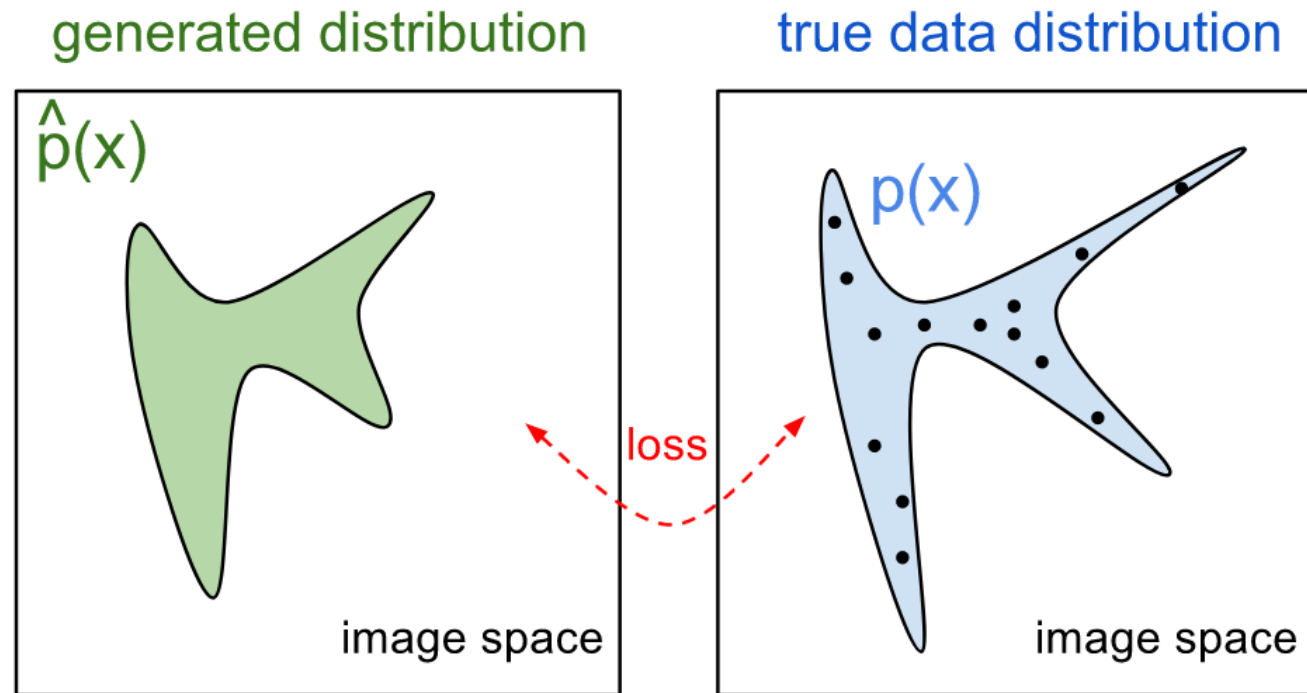 generated distribution
true data distribution
p̂(x)
p(x)
loss
image space
image space